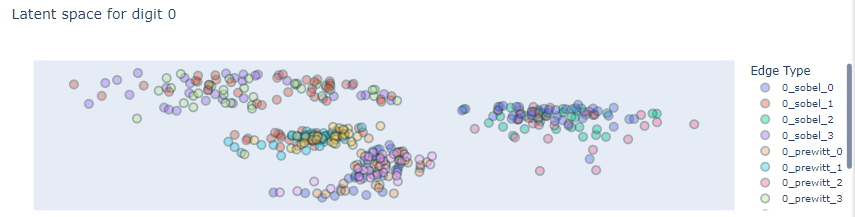 Latent space for digit 0
Edge Type
0_sobel_0
0_sobel_1
0_sobel_2
0_sobel_3
0_prewitt_0
0_prewitt_1
0_prewitt_2
0_prewitt_3